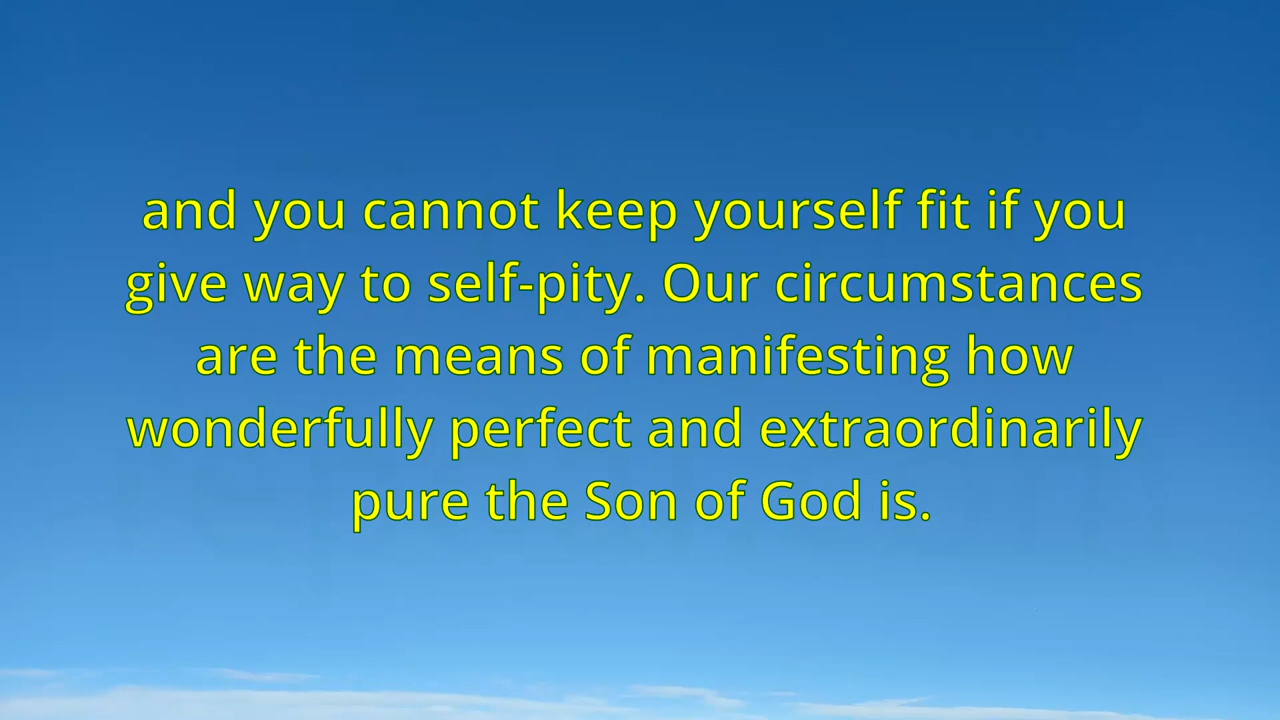 and you cannot keep yourself fit if you
give way to self-pity. Our circumstances
are the means of manifesting how
wonderfully perfect and extraordinarily
pure the Son of God is.